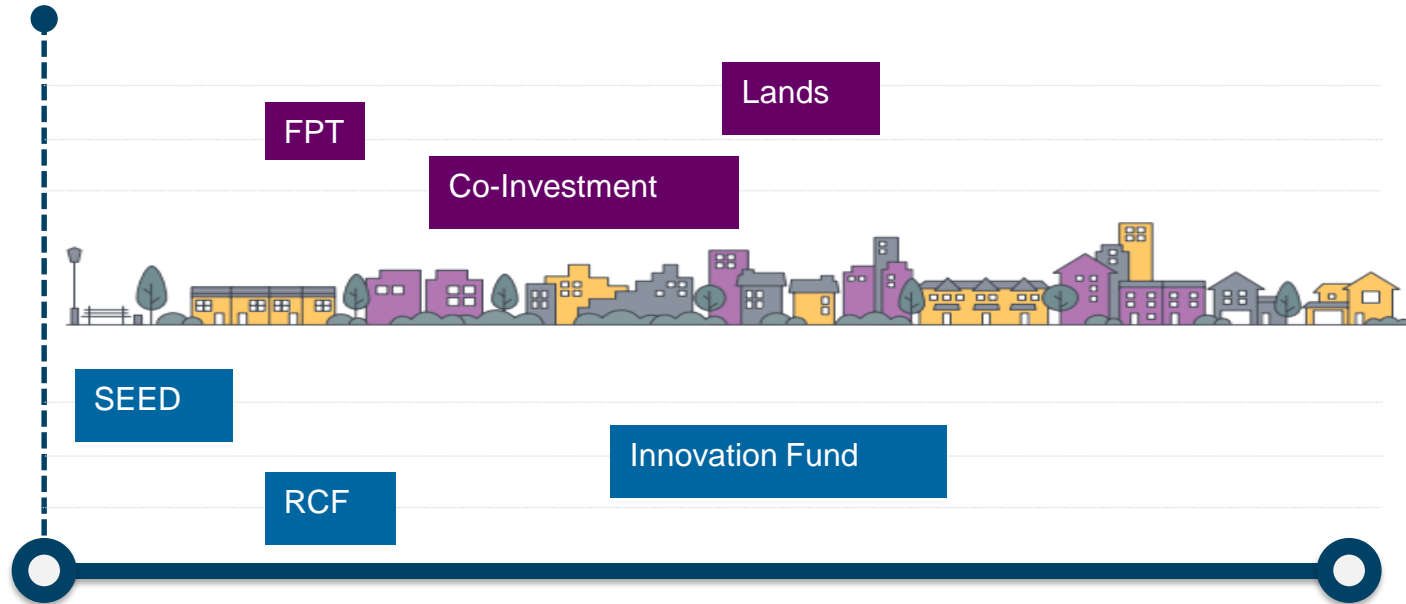 Lands
FPT
Co-Investment
SEED
Innovation Fund
RCF